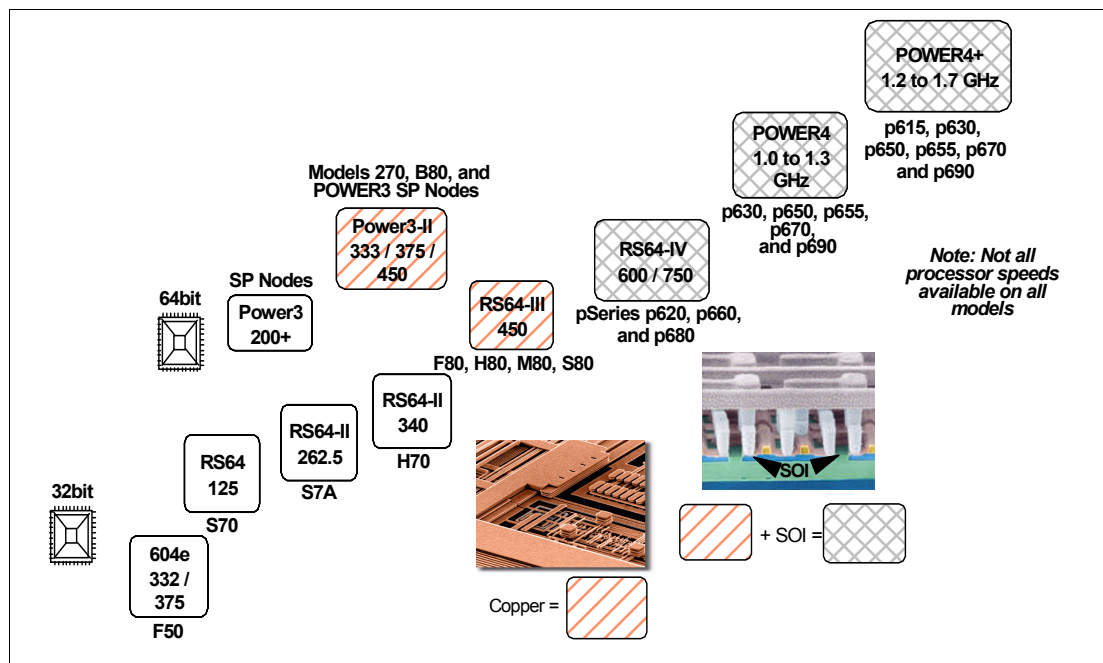 POWER4+
1.2 to 1.7 GHz
p615, p630,
p650, p655, p670
and p690
POWER4
1.0 to 1.3
GHz
p630, p650, p655,
p670,
and p690
Models 270, B80, and
POWER3 SP Nodes
Power3-II
333 / 375 /
450
RS64-IV
600 / 750
pSeries p620, p660,
and p680
Note: Not all
processor speeds
available on all
models
SP Nodes
64bit
Power3
200+
RS64-III
450
F80, H80, M80, S80
RS64-II
340
H70
RS64-II
262.5
S7A
RS64
125
S70
SOI
32bit
604e
332 /
375
F50
+ SOI =
Copper =